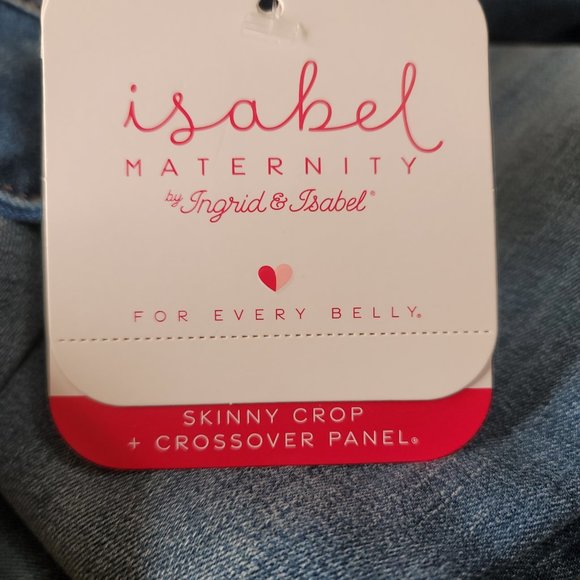 isabel
MATERNITY
by Ingrid & Isabel®
FOR EVERY BELLY®
SKINNY CROP
+ CROSSOVER PANEL®